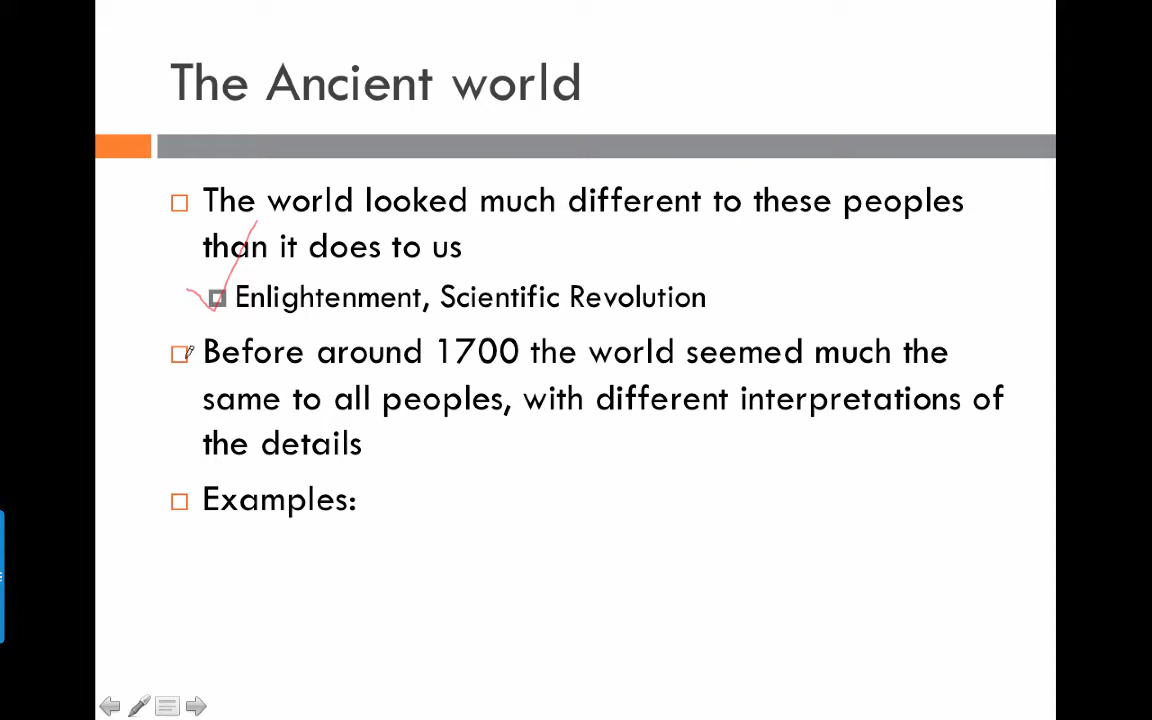 The Ancient world
The world looked much different to these peoples
than it does to us
Enlightenment, Scientific Revolution
Before around 1700 the world seemed much the
same to all peoples, with different interpretations of
the details
Examples: